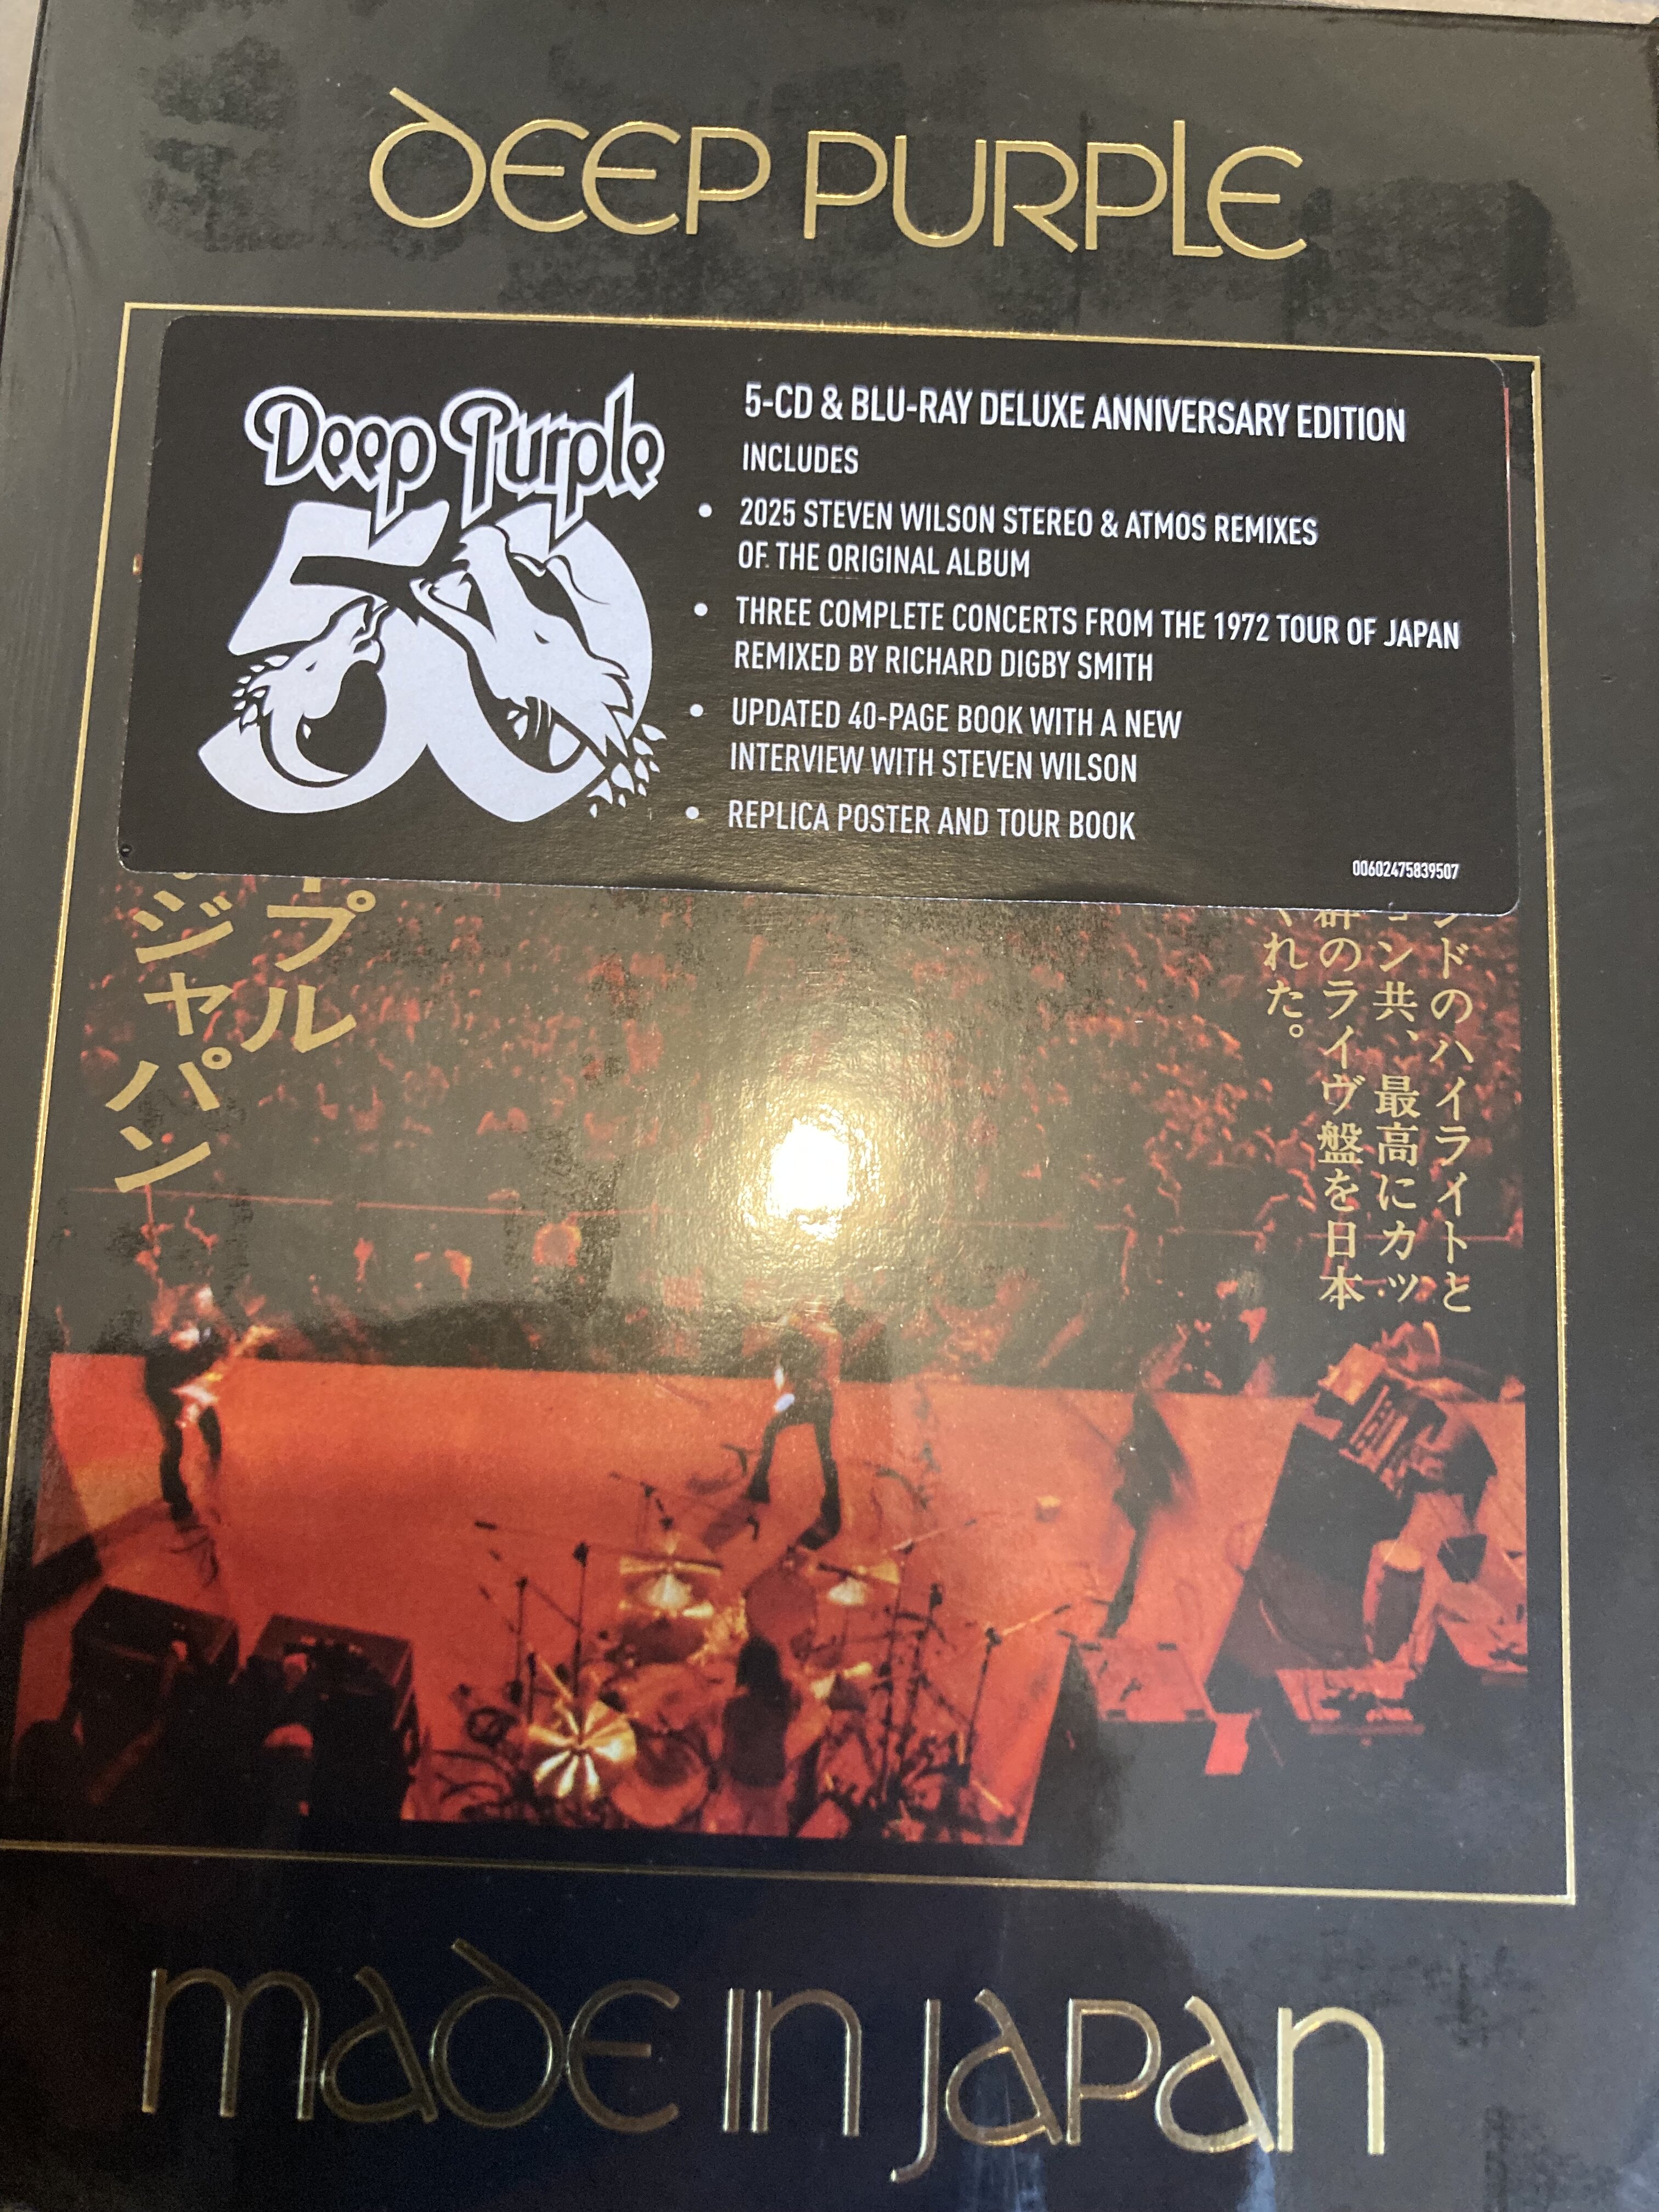 DEEP PURPLE
Deep Purple
50
5-CD & BLU-RAY DELUXE ANNIVERSARY EDITION
INCLUDES
• 2025 STEVEN WILSON STEREO & ATMOS REMIXES
OF THE ORIGINAL ALBUM
• THREE COMPLETE CONCERTS FROM THE 1972 TOUR OF JAPAN
REMIXED BY RICHARD DIGBY SMITH
• UPDATED 40-PAGE BOOK WITH A NEW
INTERVIEW WITH STEVEN WILSON
• REPLICA POSTER AND TOUR BOOK
00602475839507
ンドのハイライトと
ョン共、最高にカッ
群のライヴ盤を日本
くれた。
ープル
ジャパン
MADE IN JAPAN